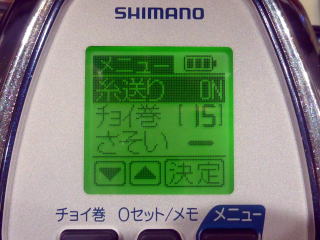 SHIMANO
メニュー
糸送り ON
チョイ巻 [15]
さそい ー
▼ ▲ 決定
チョイ巻 0セット/メモ メニュー